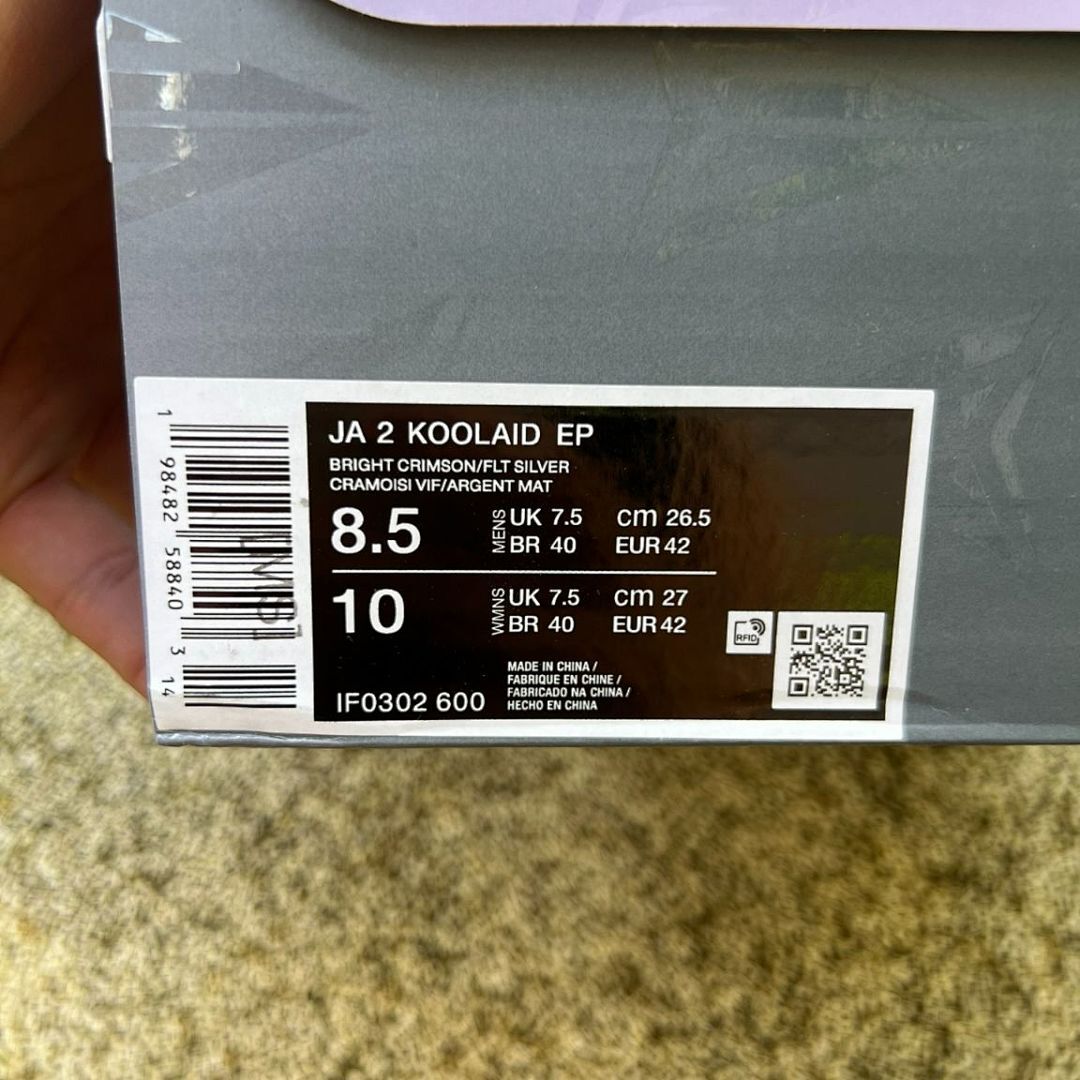 JA 2 KOOLAID EP
BRIGHT CRIMSON/FLT SILVER
CRAMOISI VIF/ARGENT MAT
8.5
MENS
UK 7.5 cm 26.5
BR 40 EUR 42
10
WMNS
UK 7.5 cm 27
BR 40 EUR 42
IF0302 600
MADE IN CHINA /
FABRIQUE EN CHINE /
FABRICADO NA CHINA /
HECHO EN CHINA
RFID
1 98482 58840 3 14